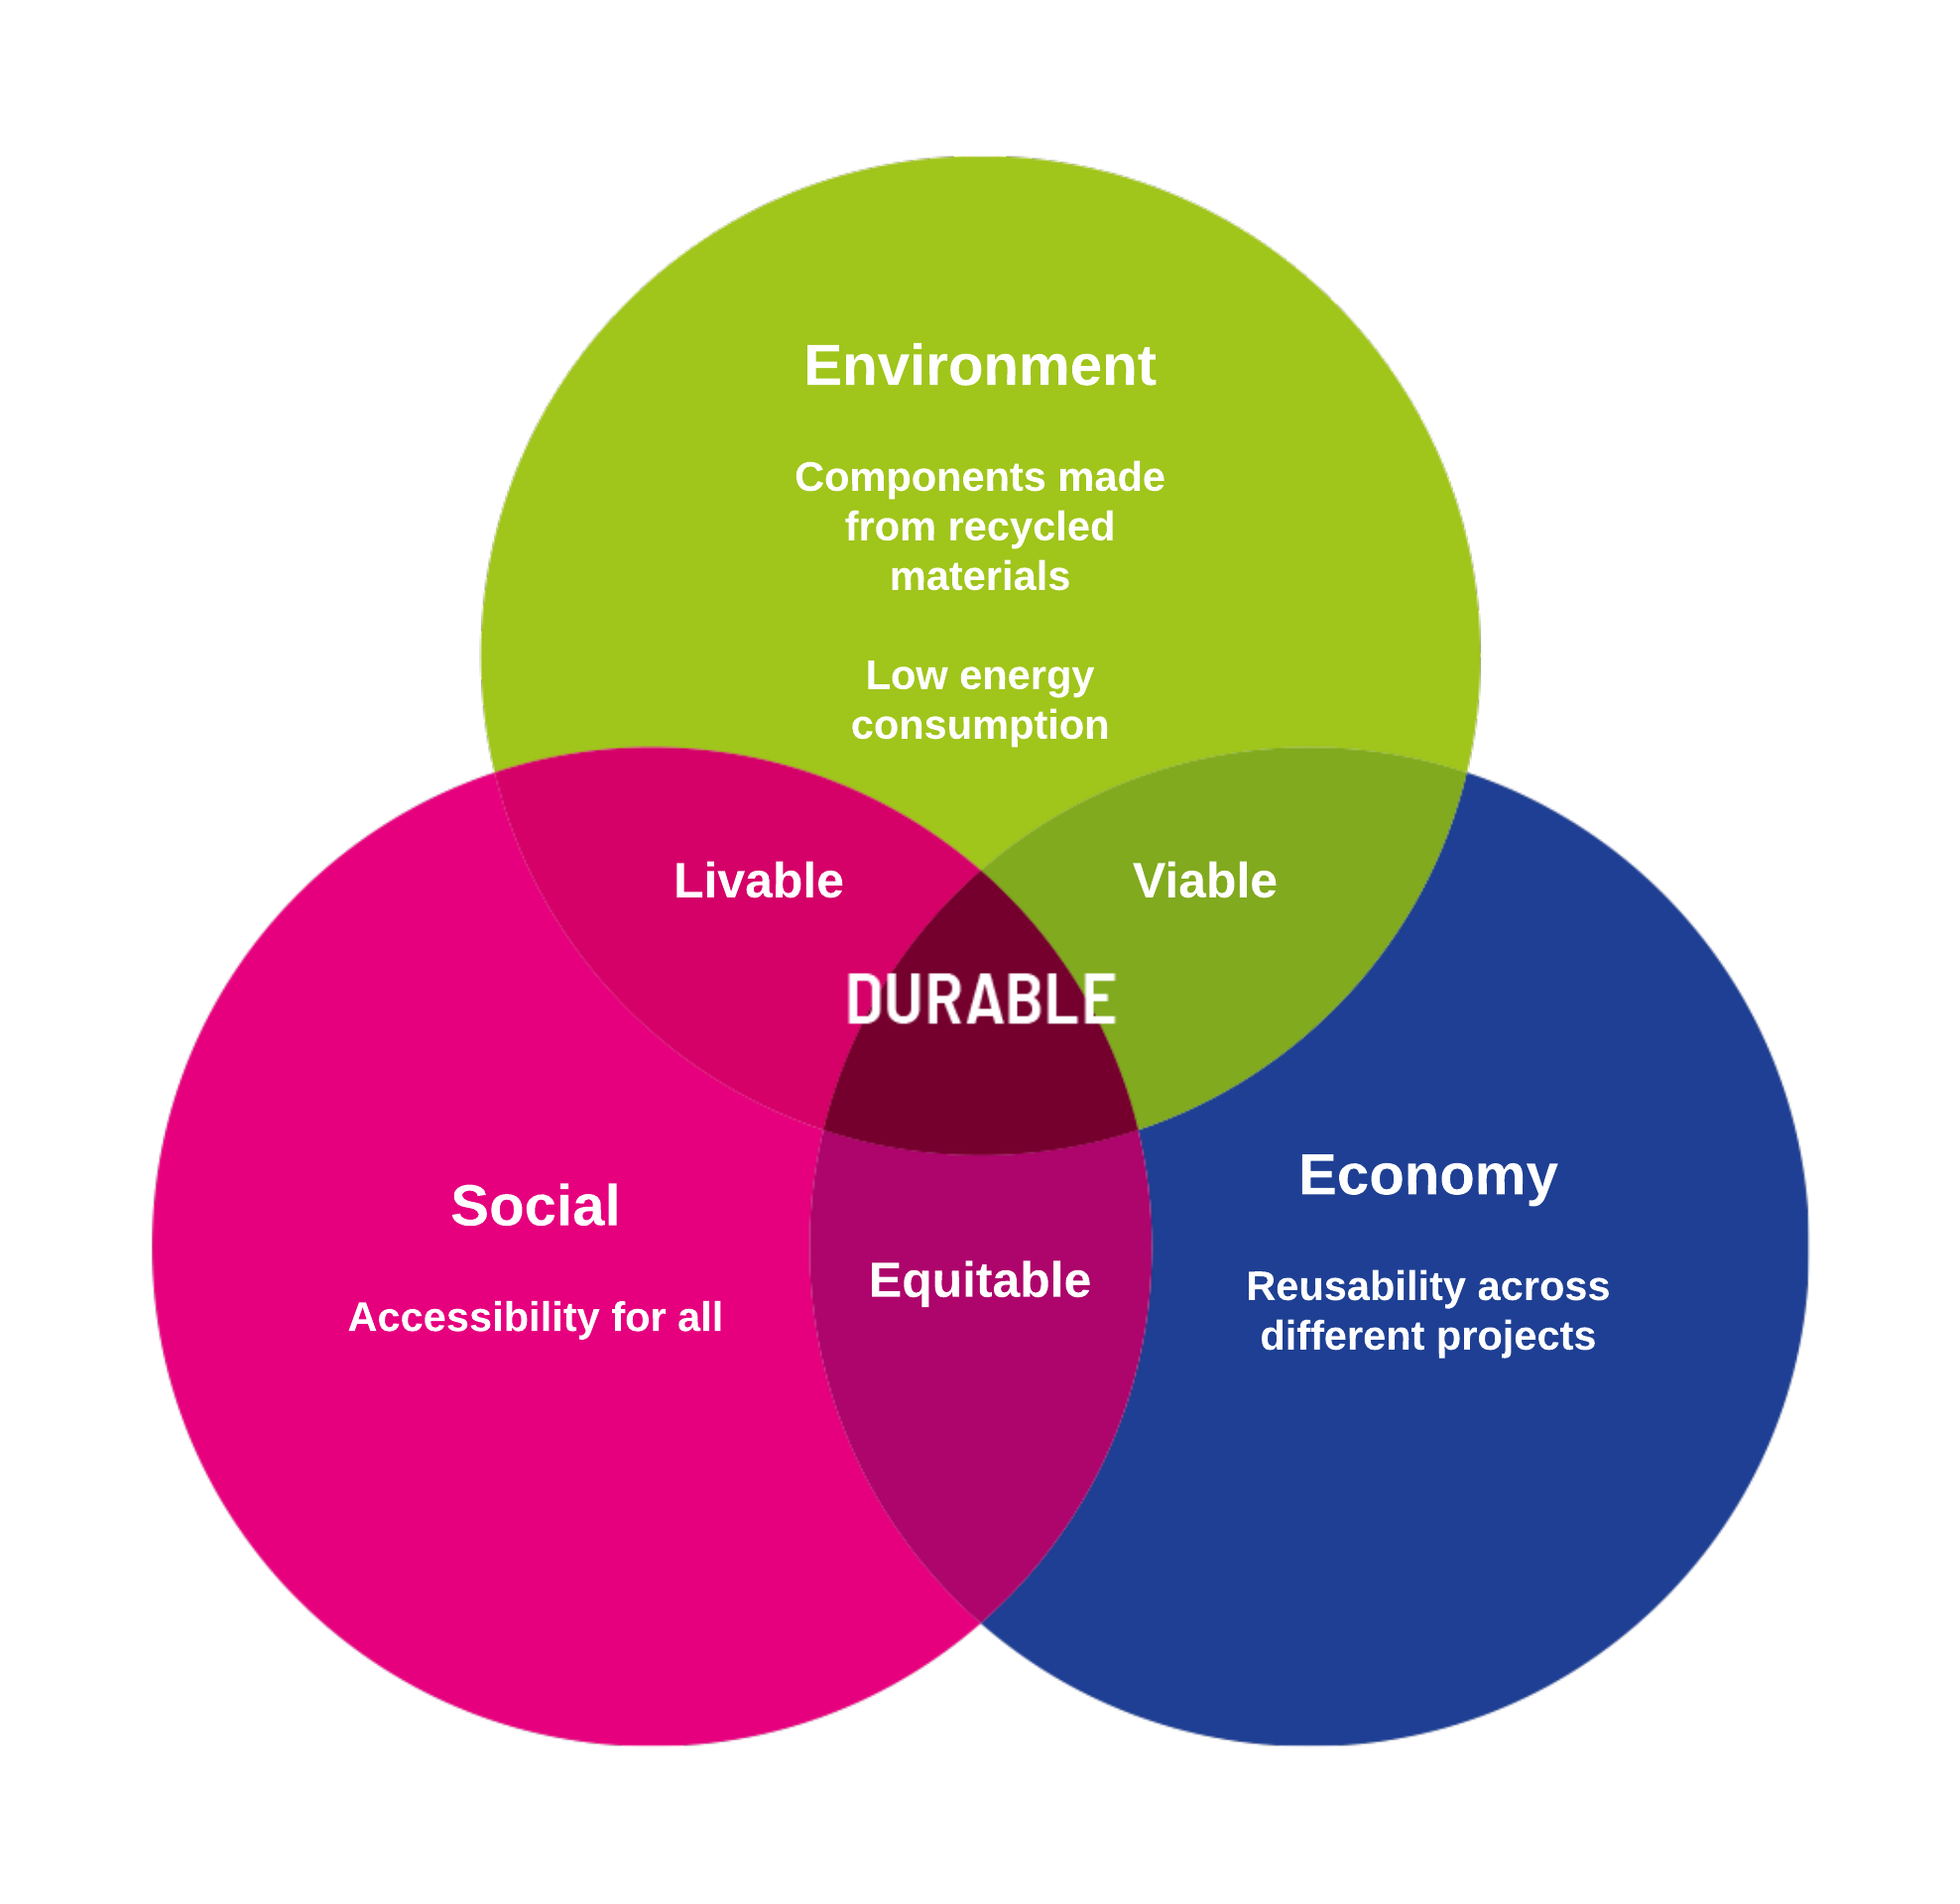 Environment
Components made
from recycled
materials
Low energy
consumption
Livable
Viable
DURABLE
Social
Accessibility for all
Equitable
Economy
Reusability across
different projects